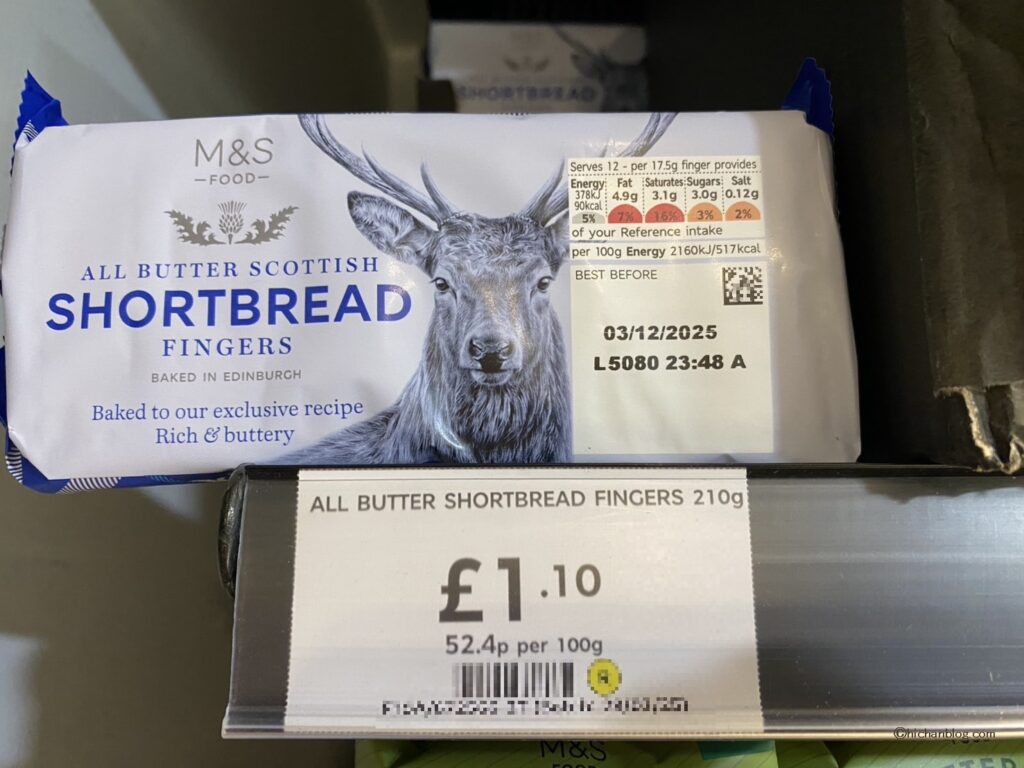 SHORTBREAD
M&S
—FOOD—
ALL BUTTER SCOTTISH
SHORTBREAD
FINGERS
BAKED IN EDINBURGH
Baked to our exclusive recipe
Rich & buttery
Serves 12 - per 17.5g finger provides
Energy Fat Saturates Sugars Salt
378kJ 4.9g 3.1g 3.0g 0.12g
90kcal
5% 7% 16% 3% 2%
of your Reference intake
per 100g Energy 2160kJ/517kcal
BEST BEFORE
03/12/2025
L5080 23:48 A
ALL BUTTER SHORTBREAD FINGERS 210g
£1.10
52.4p per 100g
M&S
FOOD